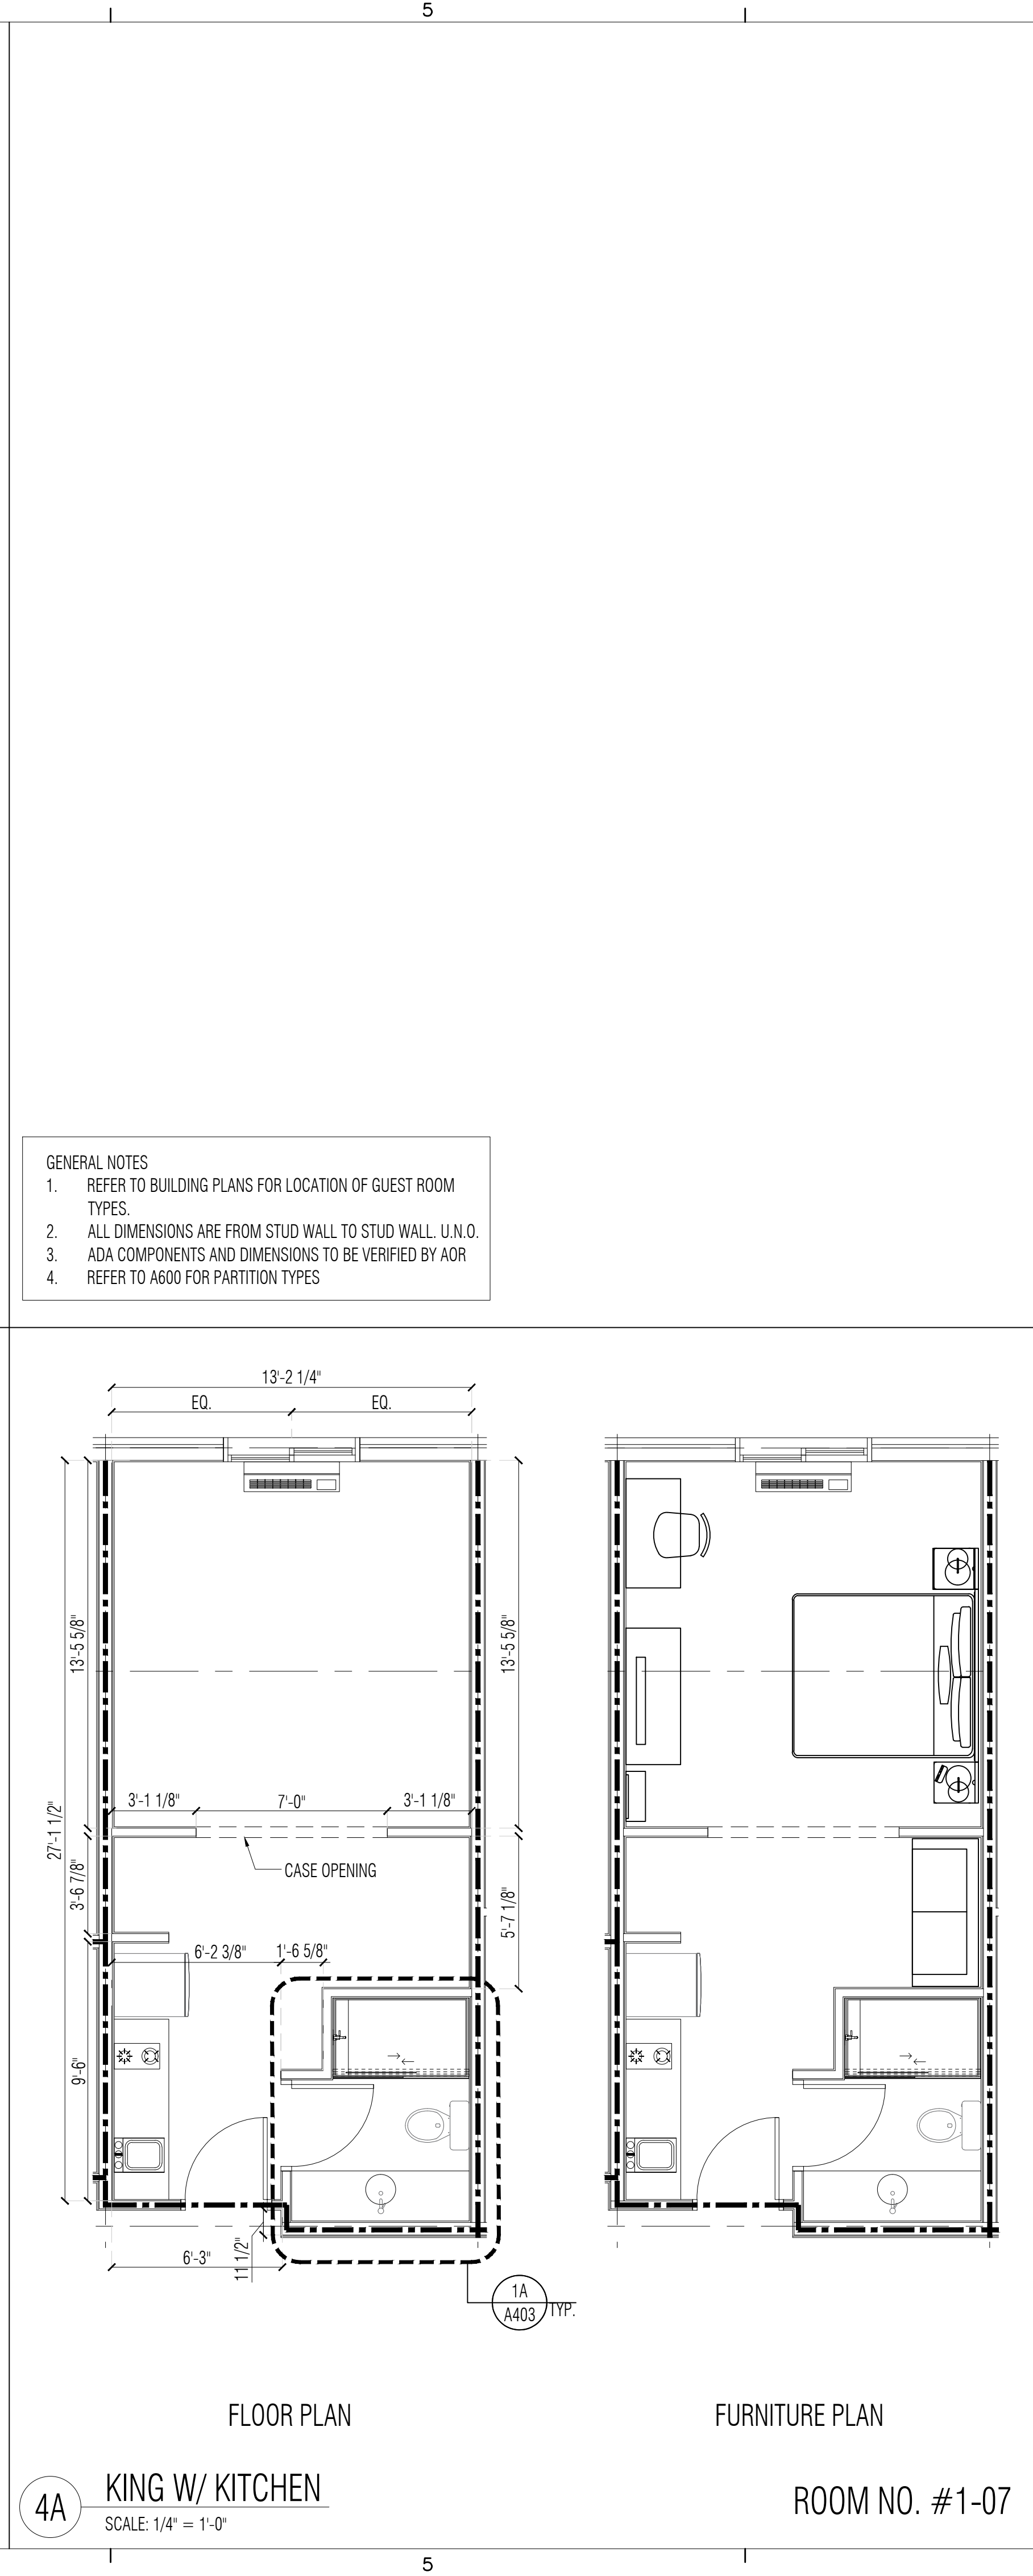 5
GENERAL NOTES
1. REFER TO BUILDING PLANS FOR LOCATION OF GUEST ROOM
TYPES.
2. ALL DIMENSIONS ARE FROM STUD WALL TO STUD WALL. U.N.O.
3. ADA COMPONENTS AND DIMENSIONS TO BE VERIFIED BY AOR
4. REFER TO A600 FOR PARTITION TYPES
13'-2 1/4"
EQ. EQ.
13'-5 5/8"
13'-5 5/8"
3'-1 1/8" 7'-0" 3'-1 1/8"
27'-1 1/2"
CASE OPENING
3'-6 7/8"
5'-7 1/8"
6'-2 3/8" 1'-6 5/8"
9'-6"
6'-3"
11 1/2"
1A
A403 TYP.
FLOOR PLAN
FURNITURE PLAN
4A
KING W/ KITCHEN
SCALE: 1/4" = 1'-0"
ROOM NO. #1-07
5